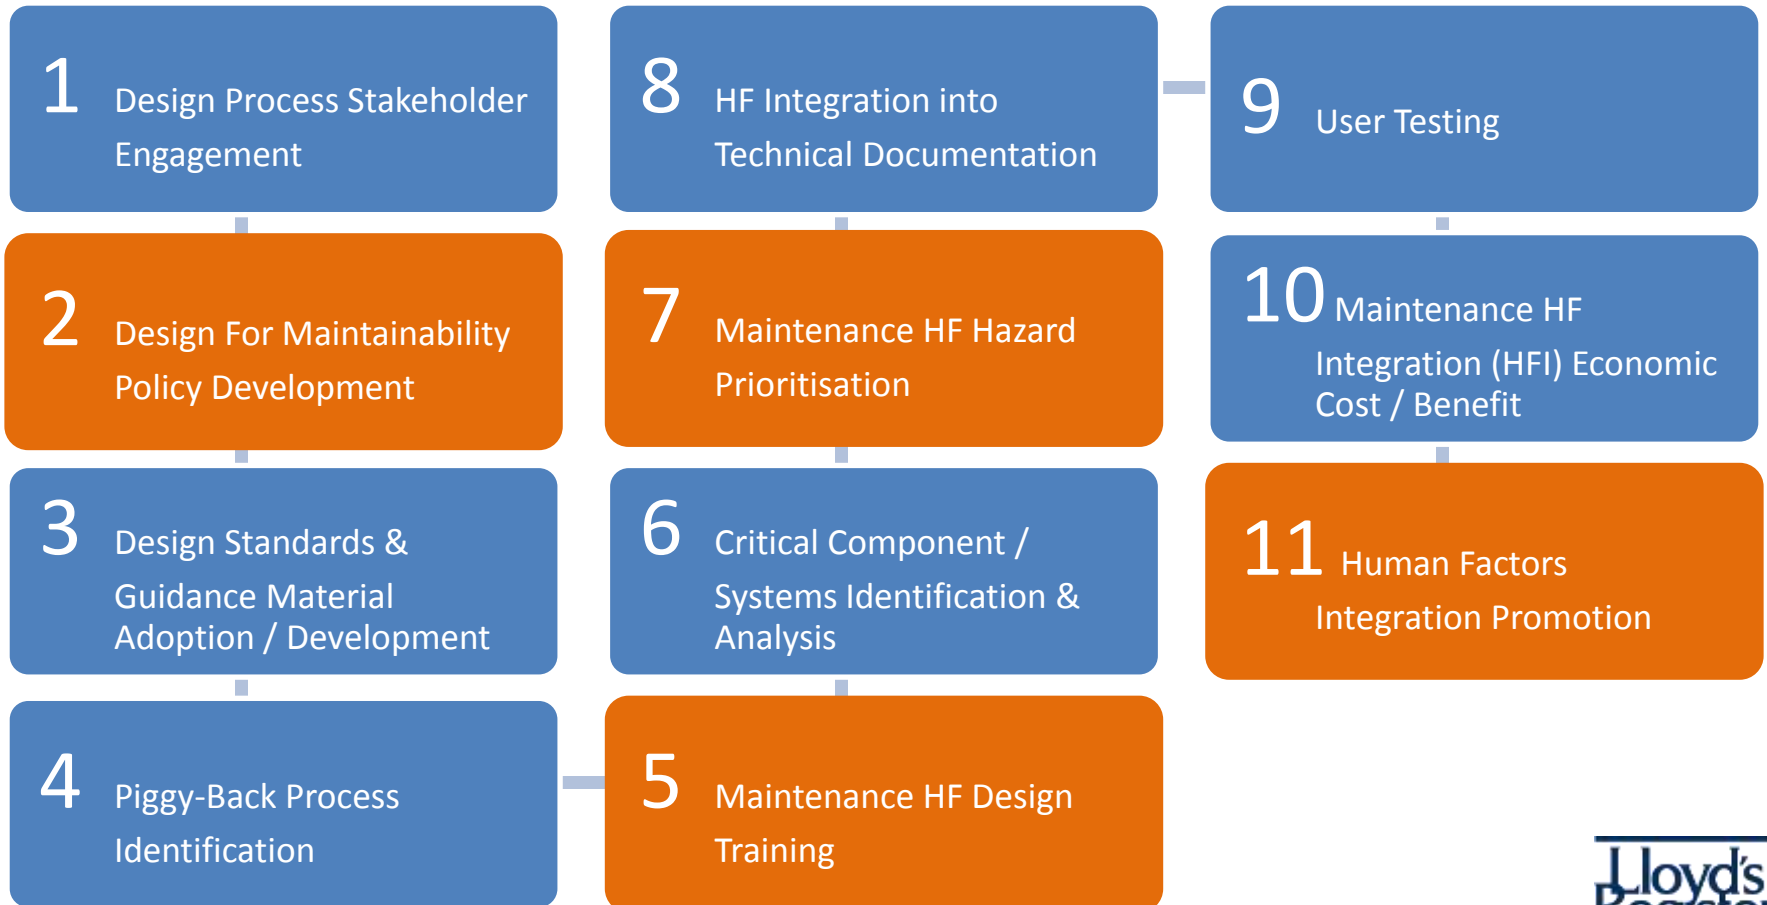 1 Design Process Stakeholder
Engagement
2 Design For Maintainability
Policy Development
3 Design Standards &
Guidance Material
Adoption / Development
4 Piggy-Back Process
Identification
5 Maintenance HF Design
Training
6 Critical Component /
Systems Identification &
Analysis
7 Maintenance HF Hazard
Prioritisation
8 HF Integration into
Technical Documentation
9 User Testing
10 Maintenance HF
Integration (HFI) Economic
Cost / Benefit
11 Human Factors
Integration Promotion
Lloyd's
Register